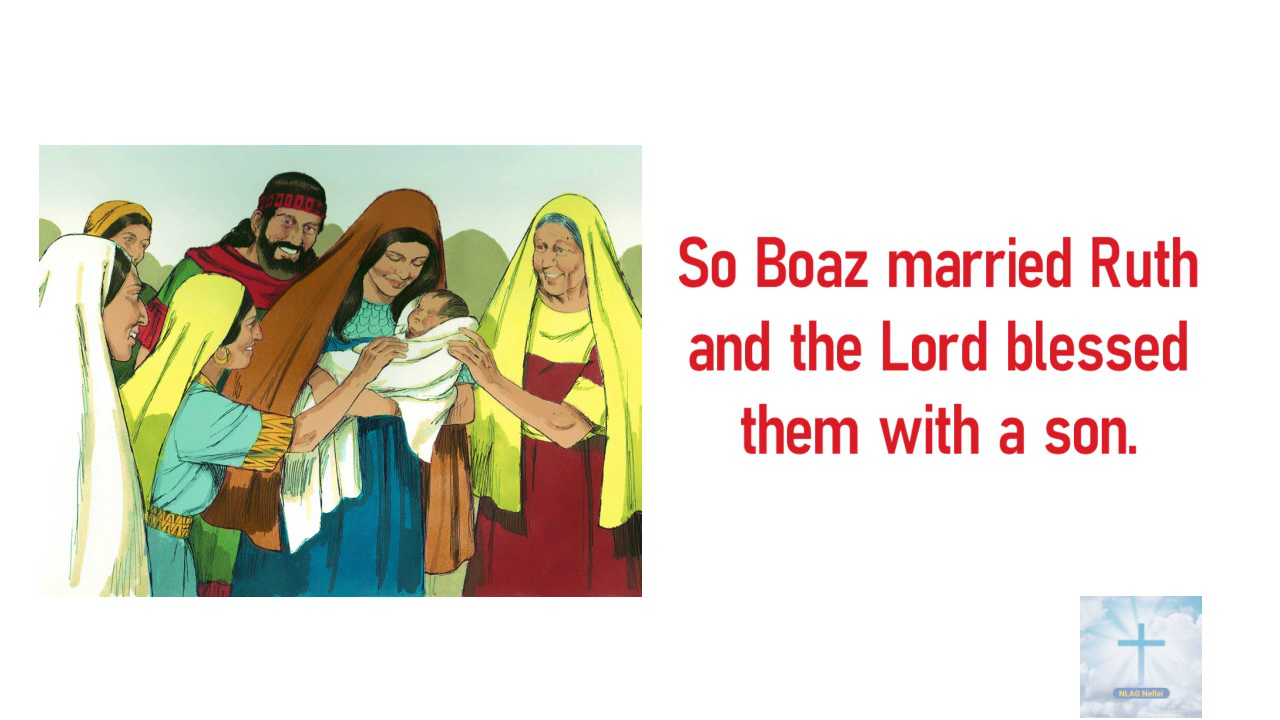 So Boaz married Ruth
and the Lord blessed
them with a son.
NLAG Nellai